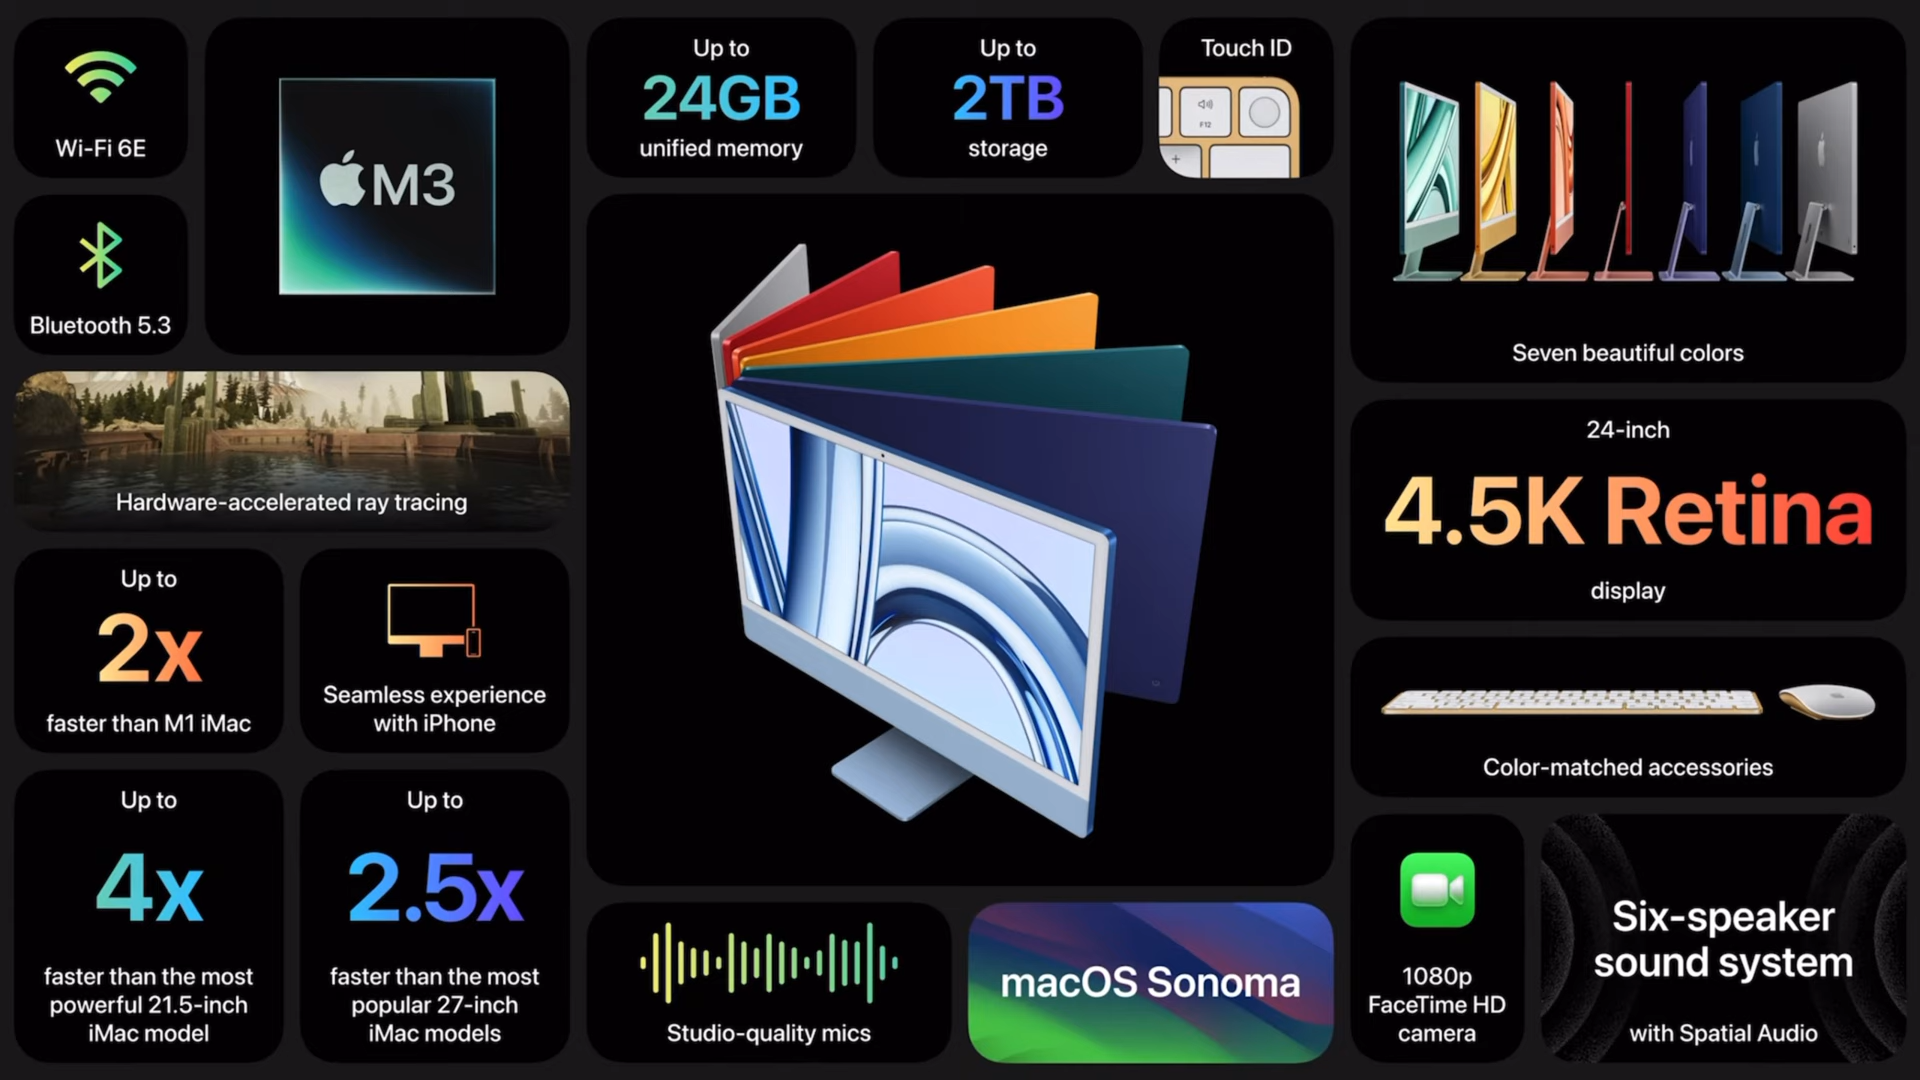 Wi-Fi 6E
M3
Up to
24GB
unified memory
Up to
2TB
storage
Touch ID
F12
+
Bluetooth 5.3
Seven beautiful colors
Hardware-accelerated ray tracing
24-inch
4.5K Retina
display
Up to
2x
faster than M1 iMac
Seamless experience
with iPhone
Color-matched accessories
Up to
4x
faster than the most
powerful 21.5-inch
iMac model
Up to
2.5x
faster than the most
popular 27-inch
iMac models
Studio-quality mics
macOS Sonoma
1080p
FaceTime HD
camera
Six-speaker
sound system
with Spatial Audio